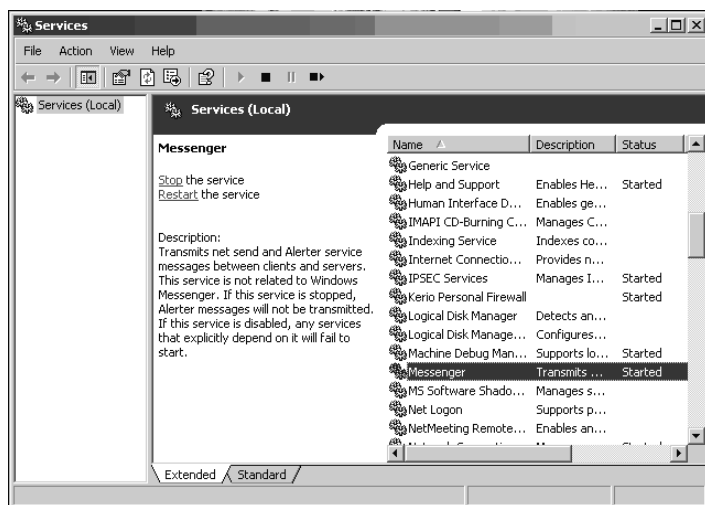 Services
File Action View Help
Services (Local)
Services (Local)
Messenger
Stop the service
Restart the service
Description:
Transmits net send and Alerter service
messages between clients and servers.
This service is not related to Windows
Messenger. If this service is stopped,
Alerter messages will not be transmitted.
If this service is disabled, any services
that explicitly depend on it will fail to
start.
Name Description Status
Generic Service
Help and Support Enables He... Started
Human Interface D... Enables ge...
IMAPI CD-Burning C... Manages C...
Indexing Service Indexes co...
Internet Connectio... Provides n...
IPSEC Services Manages I... Started
Kerio Personal Firewall Started
Logical Disk Manager Detects an...
Logical Disk Manage... Configures...
Machine Debug Man... Supports lo... Started
Messenger Transmits ... Started
MS Software Shado... Manages s...
Net Logon Supports p...
NetMeeting Remote... Enables an...
Extended Standard